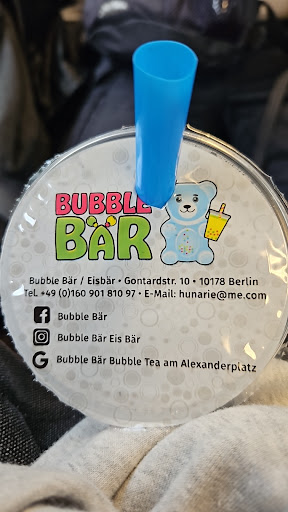 BUBBLE
BÄR
Bubble Bär / Eisbär • Gontardstr. 10 • 10178 Berlin
Tel. +49 (0)160 901 810 97 • E-Mail: hunarie@me.com
Bubble Bär
Bubble Bär Eis Bär
Bubble Bär Bubble Tea am Alexanderplatz